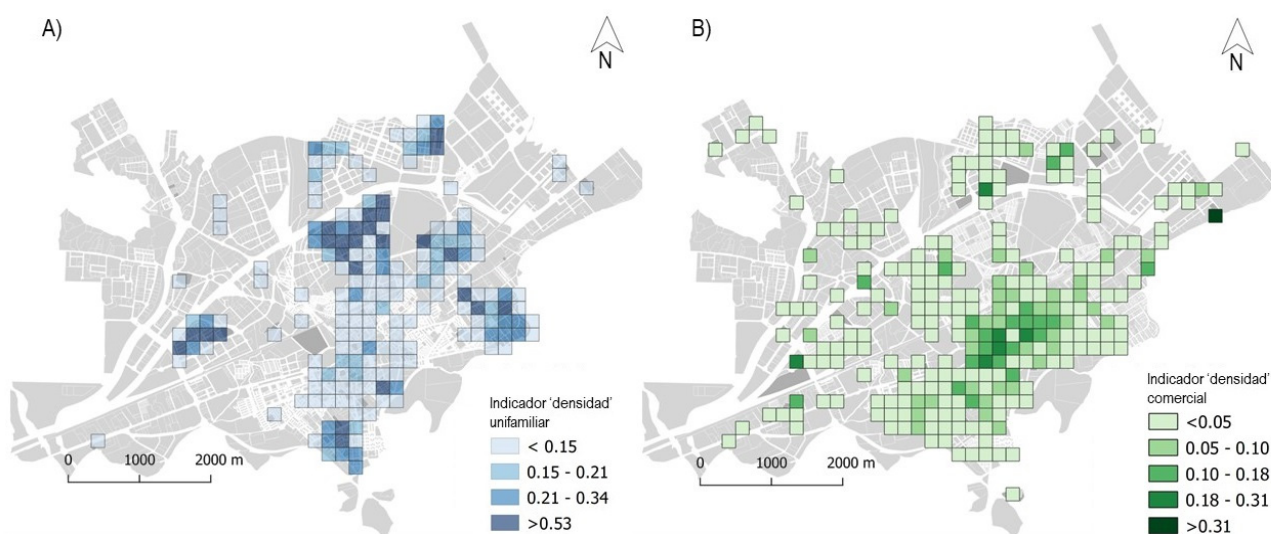 A)
N
Indicador 'densidad'
unifamiliar
< 0.15
0.15 - 0.21
0.21 - 0.34
>0.53
0 1000 2000 m
B)
N
Indicador 'densidad'
comercial
<0.05
0.05 - 0.10
0.10 - 0.18
0.18 - 0.31
>0.31
0 1000 2000 m